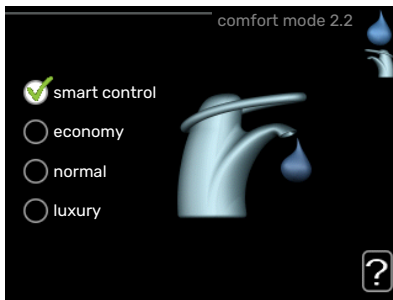 comfort mode 2.2
smart control
economy
normal
luxury
?